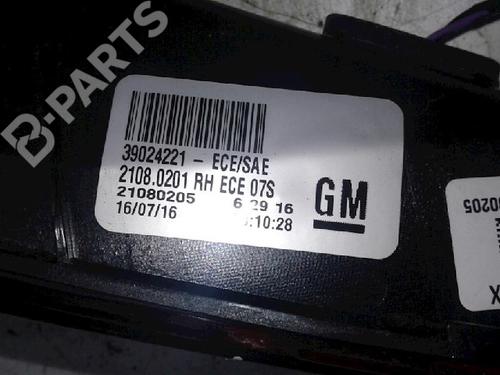 B-PARTS
39024221 - ECE/SAE
2108.0201 RH ECE 07S
21080205 6 29 16
16/07/16 :10:28
GM
X